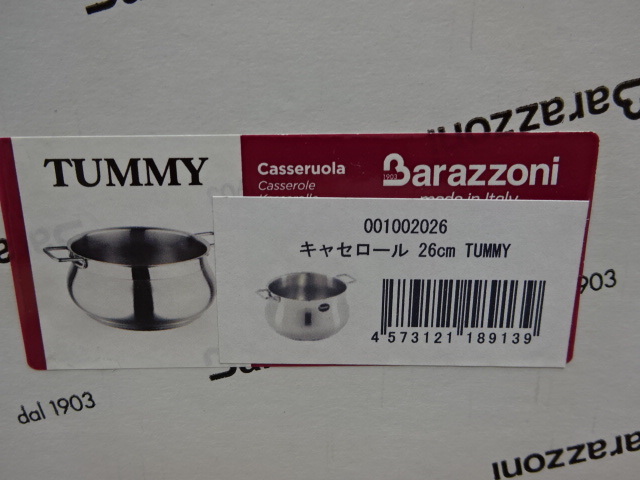 Barazzoni
TUMMY
Casseruola
Casserole
1903
Barazzoni
made in Italy
001002026
キャセロール 26cm TUMMY
4 573121 189139
903
dal 1903
Barazzoni